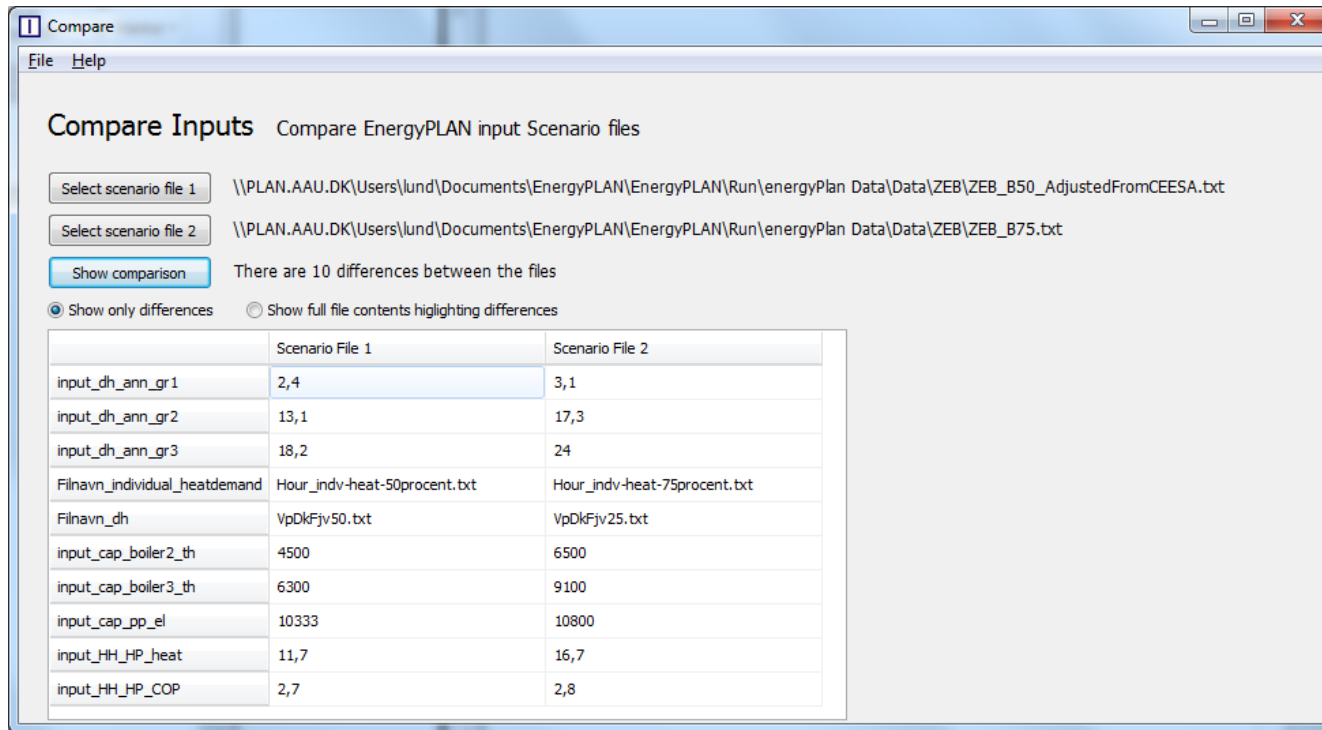 Compare
File Help
Compare Inputs Compare EnergyPLAN input Scenario files
Select scenario file 1 \\PLAN.AAU.DK\Users\lund\Documents\EnergyPLAN\EnergyPLAN\Run\energyPlan Data\Data\ZEB\ZEB_B50_AdjustedFromCEESA.txt
Select scenario file 2 \\PLAN.AAU.DK\Users\lund\Documents\EnergyPLAN\EnergyPLAN\Run\energyPlan Data\Data\ZEB\ZEB_B75.txt
Show comparison There are 10 differences between the files
Show only differences Show full file contents higlighting differences
Scenario File 1 Scenario File 2
input_dh_ann_gr1 2,4 3,1
input_dh_ann_gr2 13,1 17,3
input_dh_ann_gr3 18,2 24
Filnavn_individual_heatdemand Hour_indv-heat-50procent.txt Hour_indv-heat-75procent.txt
Filnavn_dh VpDkFjv50.txt VpDkFjv25.txt
input_cap_boiler2_th 4500 6500
input_cap_boiler3_th 6300 9100
input_cap_pp_el 10333 10800
input_HH_HP_heat 11,7 16,7
input_HH_HP_COP 2,7 2,8